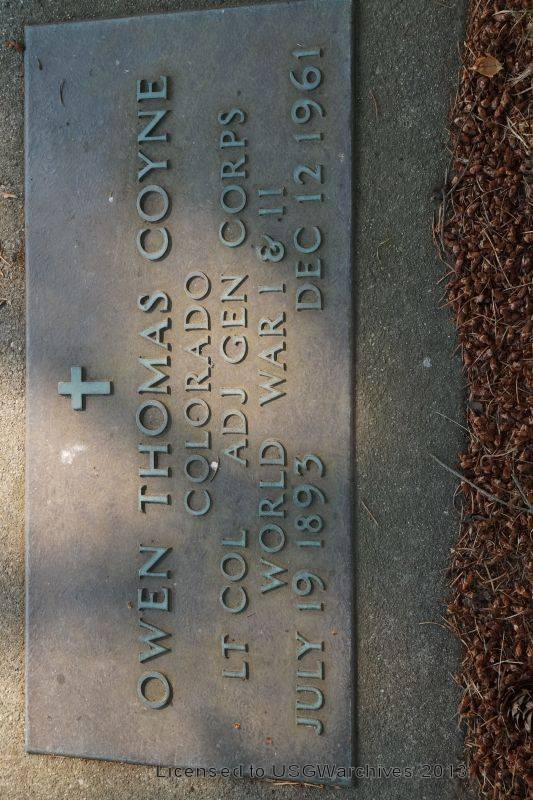 OWEN THOMAS COYNE
COLORADO
LT COL ADJ GEN CORPS
WORLD WAR I & II
JULY 19 1893 DEC 12 1961
Licensed to USGWarchives 2013